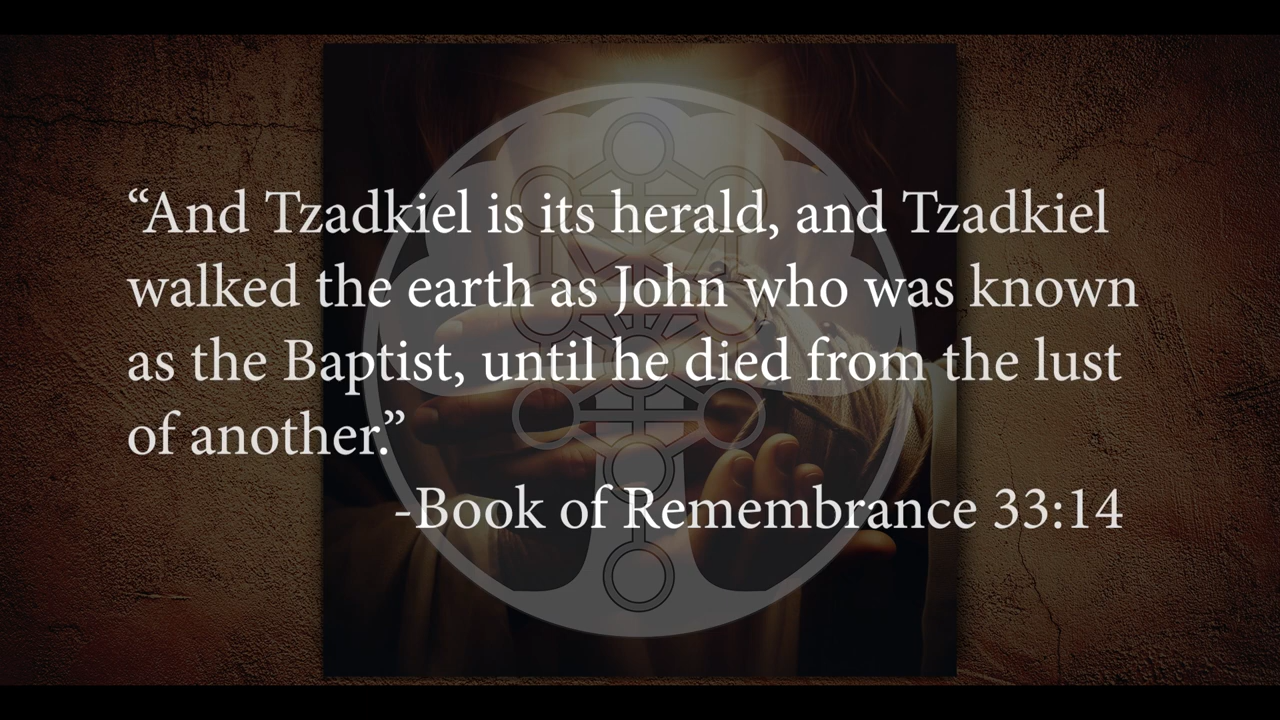 “And Tzadkiel is its herald, and Tzadkiel
walked the earth as John who was known
as the Baptist, until he died from the lust
of another.”
-Book of Remembrance 33:14